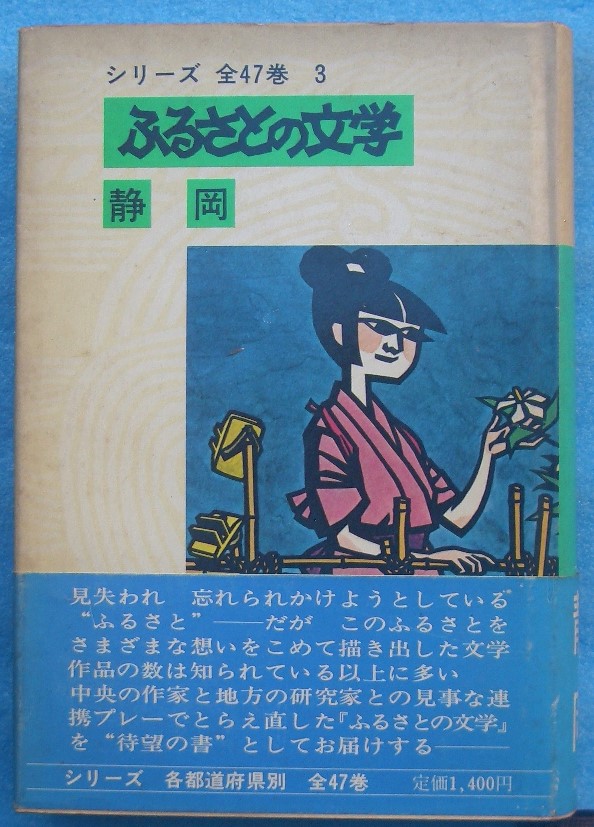 シリーズ 全47巻 3
ふるさとの文学
静 岡
見失われ 忘れられかけようとしている
“ふるさと”――だが このふるさとを
さまざまな想いをこめて描き出した文学
作品の数は知られている以上に多い
中央の作家と地方の研究家との見事な連
携プレーでとらえ直した『ふるさとの文学』
を“待望の書”としてお届けする――
シリーズ 各都道府県別 全47巻 定価1,400円